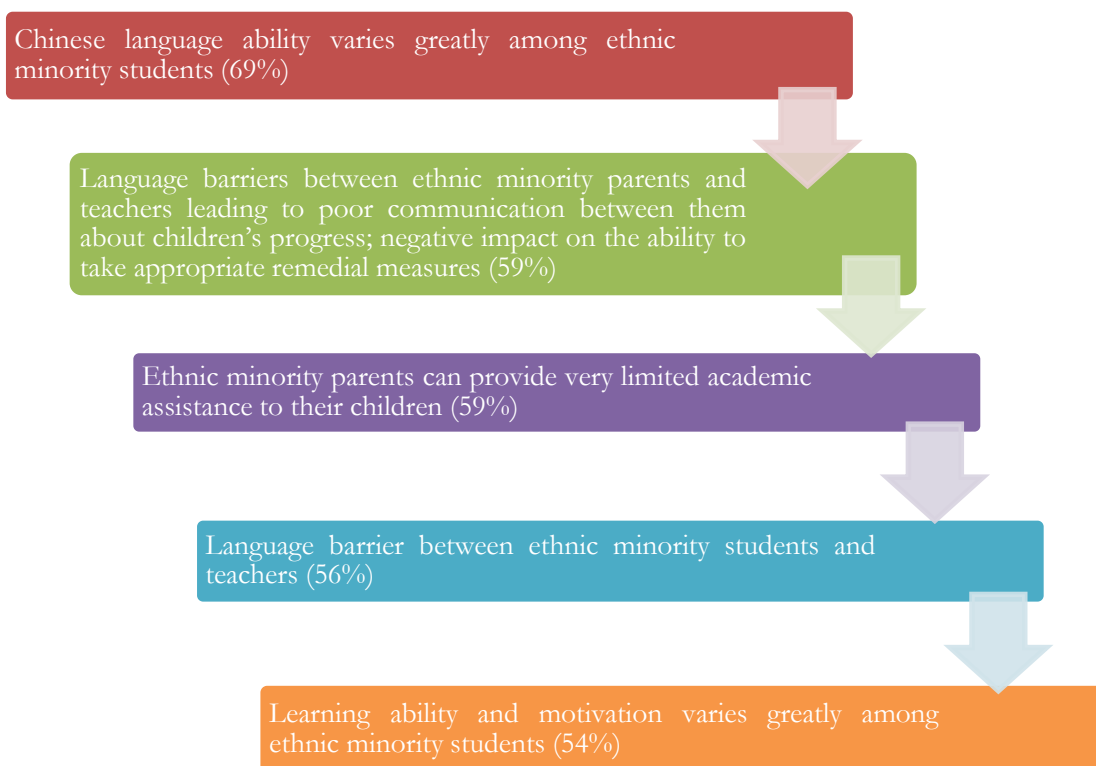 Chinese language ability varies greatly among ethnic
minority students (69%)
Language barriers between ethnic minority parents and
teachers leading to poor communication between them
about children’s progress; negative impact on the ability to
take appropriate remedial measures (59%)
Ethnic minority parents can provide very limited academic
assistance to their children (59%)
Language barrier between ethnic minority students and
teachers (56%)
Learning ability and motivation varies greatly among
ethnic minority students (54%)